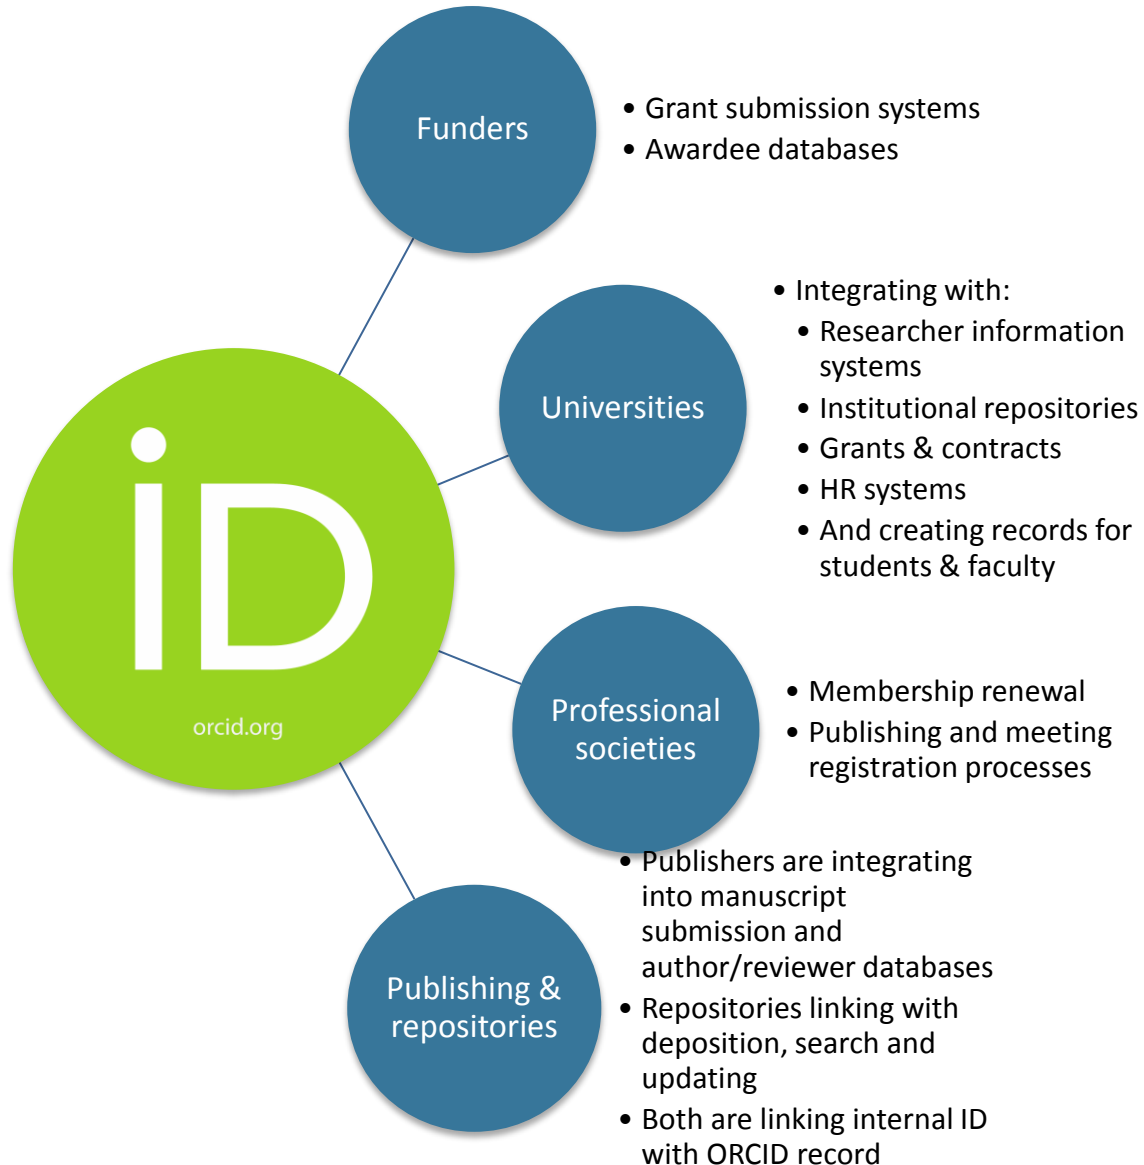 Funders
• Grant submission systems
• Awardee databases
Universities
• Integrating with:
• Researcher information
systems
• Institutional repositories
• Grants & contracts
• HR systems
• And creating records for
students & faculty
iD
orcid.org
Professional
societies
• Membership renewal
• Publishing and meeting
registration processes
Publishing &
repositories
• Publishers are integrating
into manuscript
submission and
author/reviewer databases
• Repositories linking with
deposition, search and
updating
• Both are linking internal ID
with ORCID record